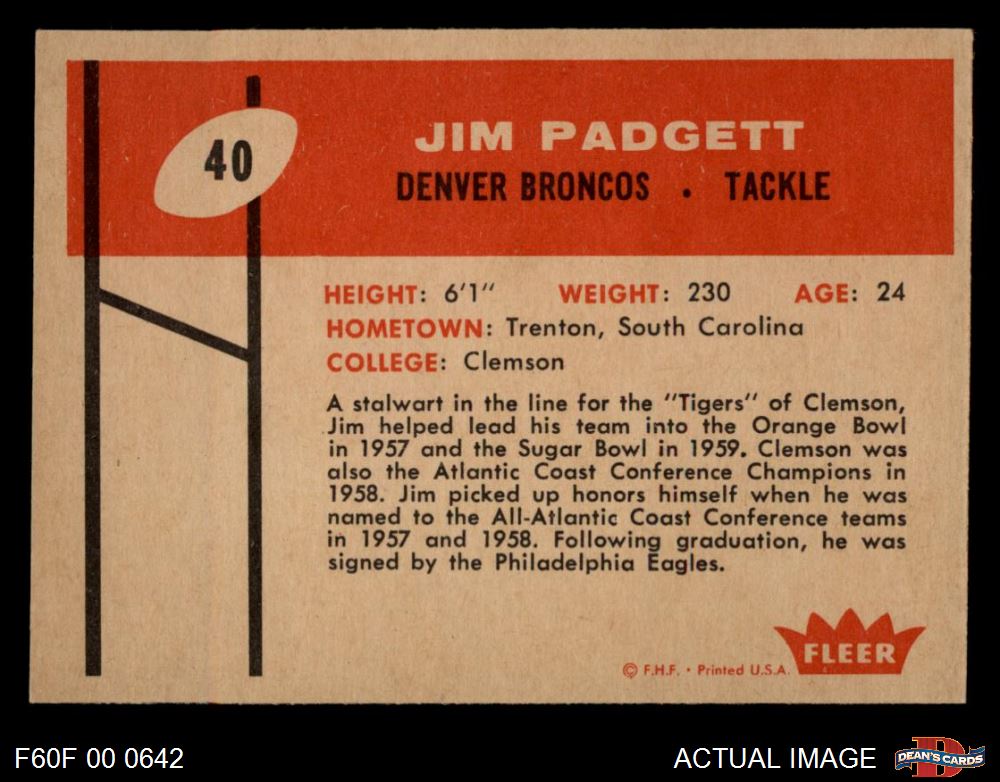 40
JIM PADGETT
DENVER BRONCOS • TACKLE
HEIGHT: 6'1" WEIGHT: 230 AGE: 24
HOMETOWN: Trenton, South Carolina
COLLEGE: Clemson
A stalwart in the line for the "Tigers" of Clemson,
Jim helped lead his team into the Orange Bowl
in 1957 and the Sugar Bowl in 1959. Clemson was
also the Atlantic Coast Conference Champions in
1958. Jim picked up honors himself when he was
named to the All-Atlantic Coast Conference teams
in 1957 and 1958. Following graduation, he was
signed by the Philadelphia Eagles.
FLEER
© F.H.F. • Printed U.S.A.
F60F 00 0642
ACTUAL IMAGE
D
DEAN'S CARDS